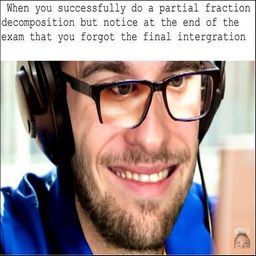 When you successfully do a partial fraction
decomposition but notice at the end of the
exam that you forgot the final intergration